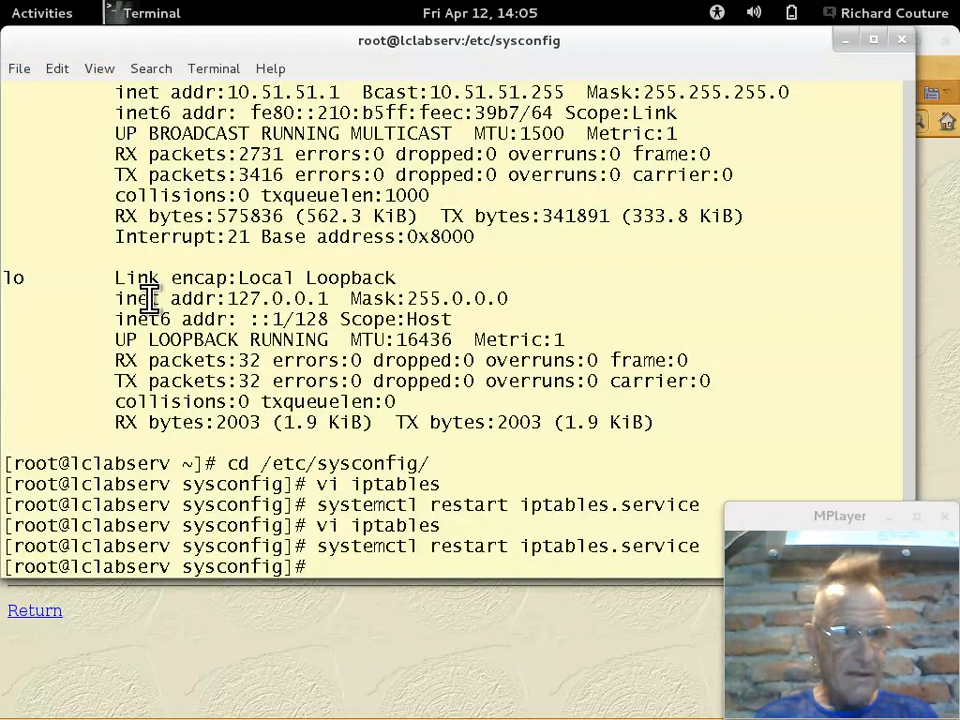 Activities Terminal Fri Apr 12, 14:05 Richard Couture
root@lclabserv:/etc/sysconfig
File Edit View Search Terminal Help
inet addr:10.51.51.1 Bcast:10.51.51.255 Mask:255.255.255.0
inet6 addr: fe80::210:b5ff:feec:39b7/64 Scope:Link
UP BROADCAST RUNNING MULTICAST MTU:1500 Metric:1
RX packets:2731 errors:0 dropped:0 overruns:0 frame:0
TX packets:3416 errors:0 dropped:0 overruns:0 carrier:0
collisions:0 txqueuelen:1000
RX bytes:575836 (562.3 KiB) TX bytes:341891 (333.8 KiB)
Interrupt:21 Base address:0x8000
lo Link encap:Local Loopback
inet addr:127.0.0.1 Mask:255.0.0.0
inet6 addr: ::1/128 Scope:Host
UP LOOPBACK RUNNING MTU:16436 Metric:1
RX packets:32 errors:0 dropped:0 overruns:0 frame:0
TX packets:32 errors:0 dropped:0 overruns:0 carrier:0
collisions:0 txqueuelen:0
RX bytes:2003 (1.9 KiB) TX bytes:2003 (1.9 KiB)
[root@lclabserv ~]# cd /etc/sysconfig/
[root@lclabserv sysconfig]# vi iptables
[root@lclabserv sysconfig]# systemctl restart iptables.service
[root@lclabserv sysconfig]# vi iptables
[root@lclabserv sysconfig]# systemctl restart iptables.service
[root@lclabserv sysconfig]#
MPlayer
Return